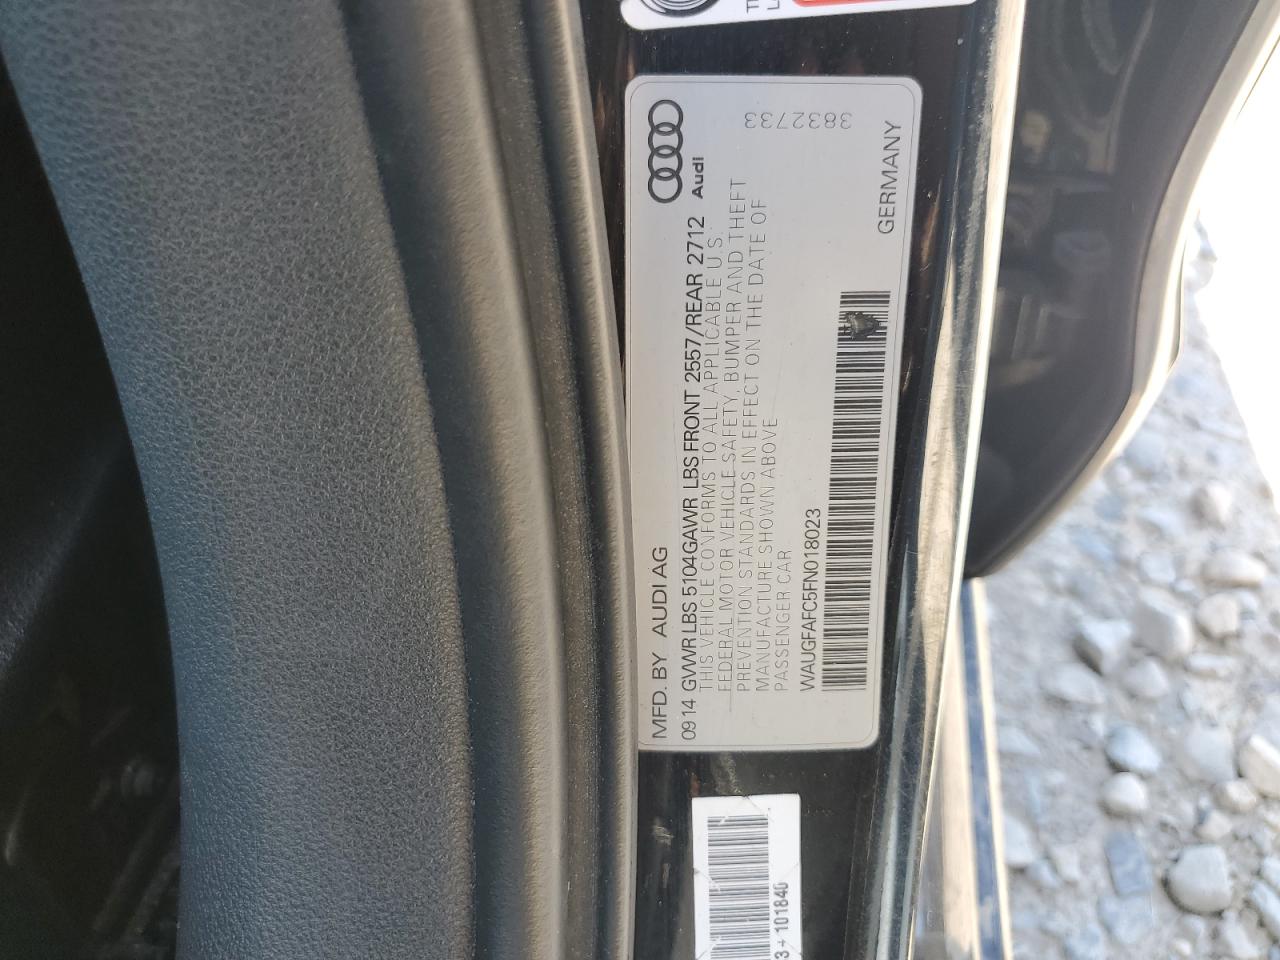 MFD. BY AUDI AG
Audi
0914 GVWR LBS 5104 GAWR LBS FRONT 2557/REAR 2712
THIS VEHICLE CONFORMS TO ALL APPLICABLE U.S.
FEDERAL MOTOR VEHICLE SAFETY, BUMPER AND THEFT
PREVENTION STANDARDS IN EFFECT ON THE DATE OF
MANUFACTURE SHOWN ABOVE
PASSENGER CAR
3832733
WAUGFAFC5FN018023
GERMANY
101840